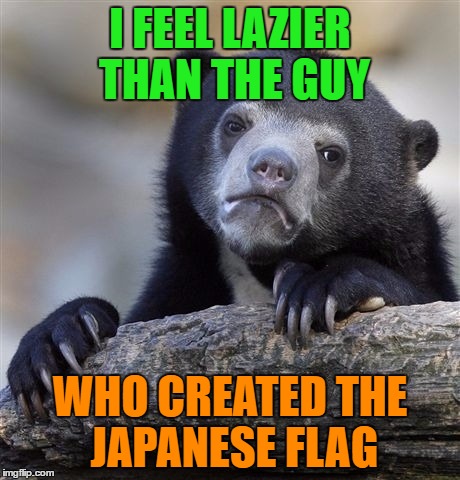 I FEEL LAZIER
THAN THE GUY
WHO CREATED THE
JAPANESE FLAG
imgflip.com